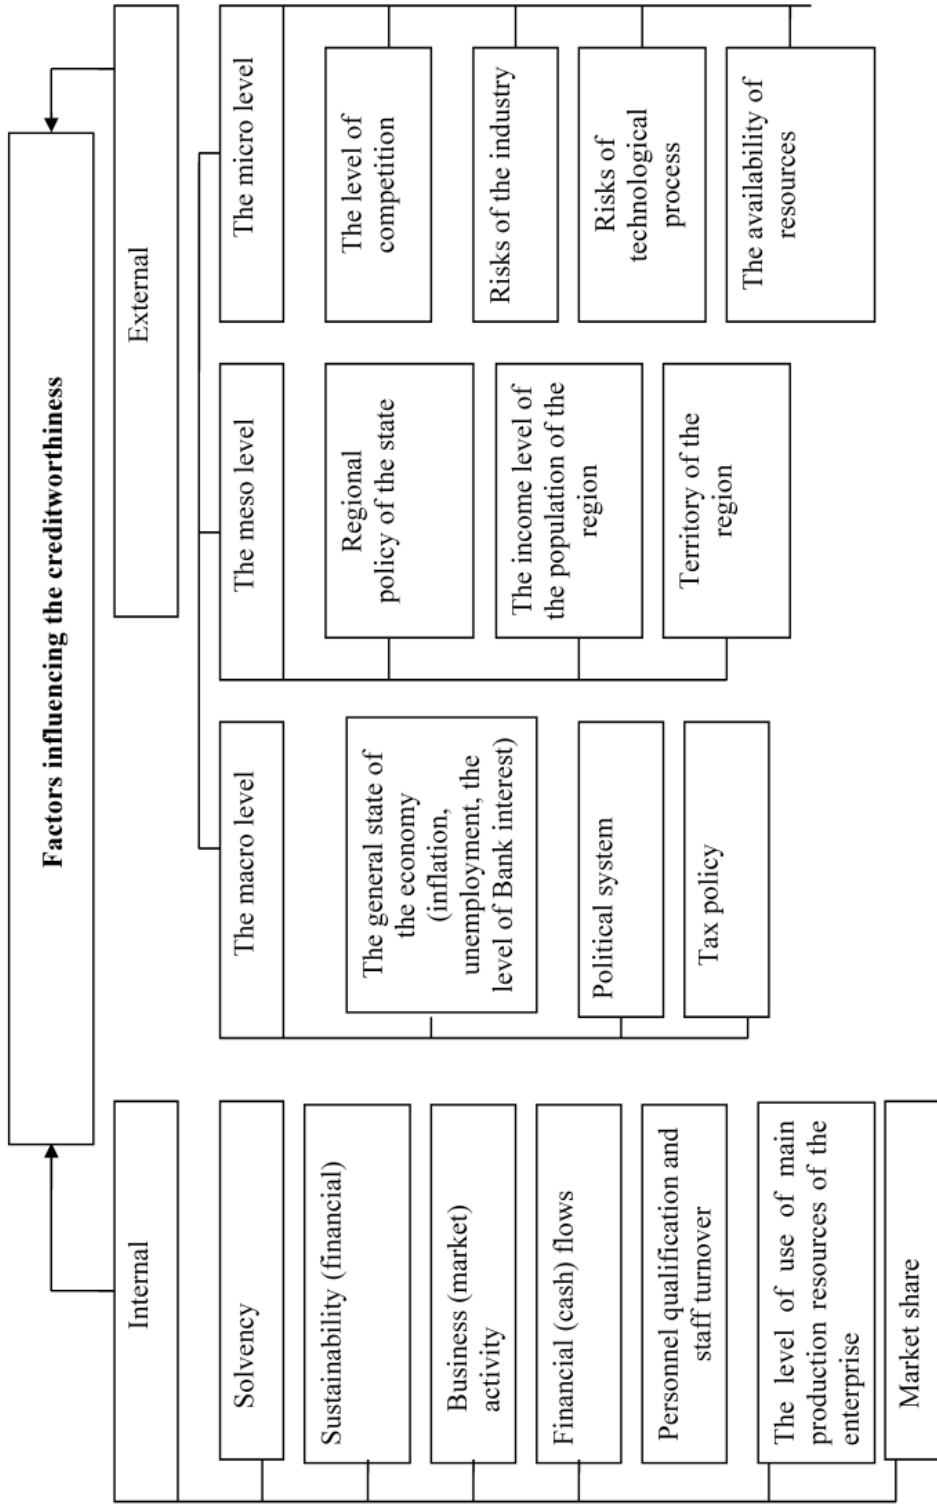 Factors influencing the creditworthiness
Internal
Solvency
Sustainability (financial)
Business (market)
activity
Financial (cash) flows
Personnel qualification and
staff turnover
The level of use of main
production resources of the
enterprise
Market share
External
The macro level
The general state of
the economy
(inflation,
unemployment, the
level of Bank interest)
Political system
Tax policy
The meso level
Regional
policy of the state
The income level of
the population of the
region
Territory of the
region
The micro level
The level of
competition
Risks of the industry
Risks of
technological
process
The availability of
resources